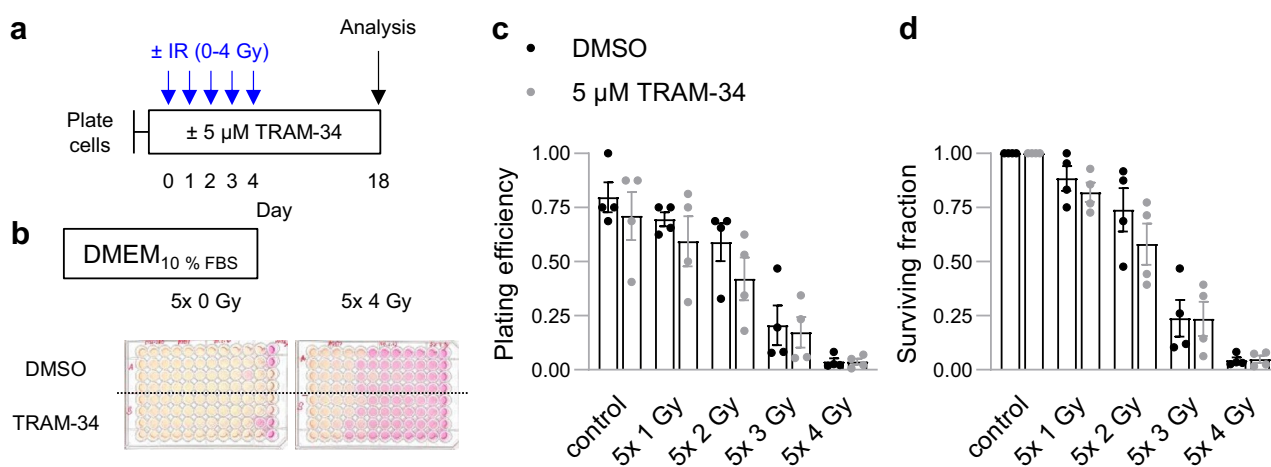 a
Analysis
± IR (0-4 Gy)
Plate
cells
± 5 µM TRAM-34
0 1 2 3 4 18
Day
b
DMEM10 % FBS
5x 0 Gy 5x 4 Gy
DMSO
TRAM-34
c
DMSO
5 µM TRAM-34
Plating efficiency
1.00
0.75
0.50
0.25
0.00
control
5x 1 Gy
5x 2 Gy
5x 3 Gy
5x 4 Gy
d
Surviving fraction
1.00
0.75
0.50
0.25
0.00
control
5x 1 Gy
5x 2 Gy
5x 3 Gy
5x 4 Gy